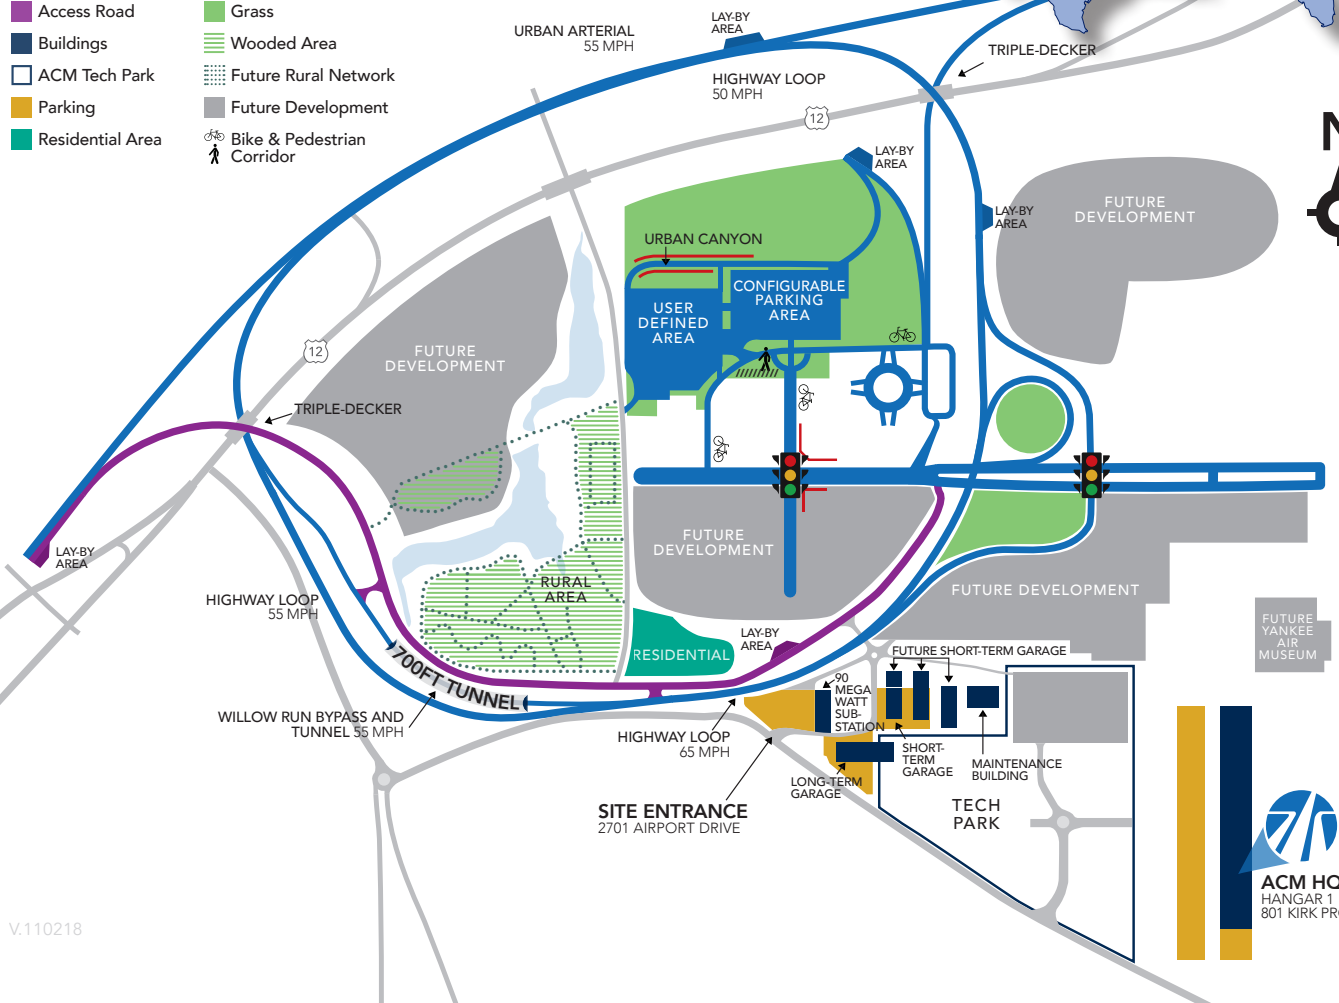 Access Road
Buildings
ACM Tech Park
Parking
Residential Area
Grass
Wooded Area
Future Rural Network
Future Development
Bike & Pedestrian
Corridor
URBAN ARTERIAL
55 MPH
LAY-BY
AREA
HIGHWAY LOOP
50 MPH
TRIPLE-DECKER
12
LAY-BY
AREA
LAY-BY
AREA
FUTURE
DEVELOPMENT
N
URBAN CANYON
CONFIGURABLE
PARKING
AREA
USER
DEFINED
AREA
12
FUTURE
DEVELOPMENT
TRIPLE-DECKER
FUTURE
DEVELOPMENT
LAY-BY
AREA
RURAL
AREA
HIGHWAY LOOP
55 MPH
FUTURE DEVELOPMENT
FUTURE
YANKEE
AIR
MUSEUM
RESIDENTIAL
LAY-BY
AREA
FUTURE SHORT-TERM GARAGE
700FT TUNNEL
90
MEGA
WATT
SUB-
STATION
WILLOW RUN BYPASS AND
TUNNEL 55 MPH
HIGHWAY LOOP
65 MPH
SHORT-
TERM
GARAGE
MAINTENANCE
BUILDING
LONG-TERM
GARAGE
SITE ENTRANCE
2701 AIRPORT DRIVE
TECH
PARK
ACM HQ
HANGAR 1
801 KIRK PR
V.110218